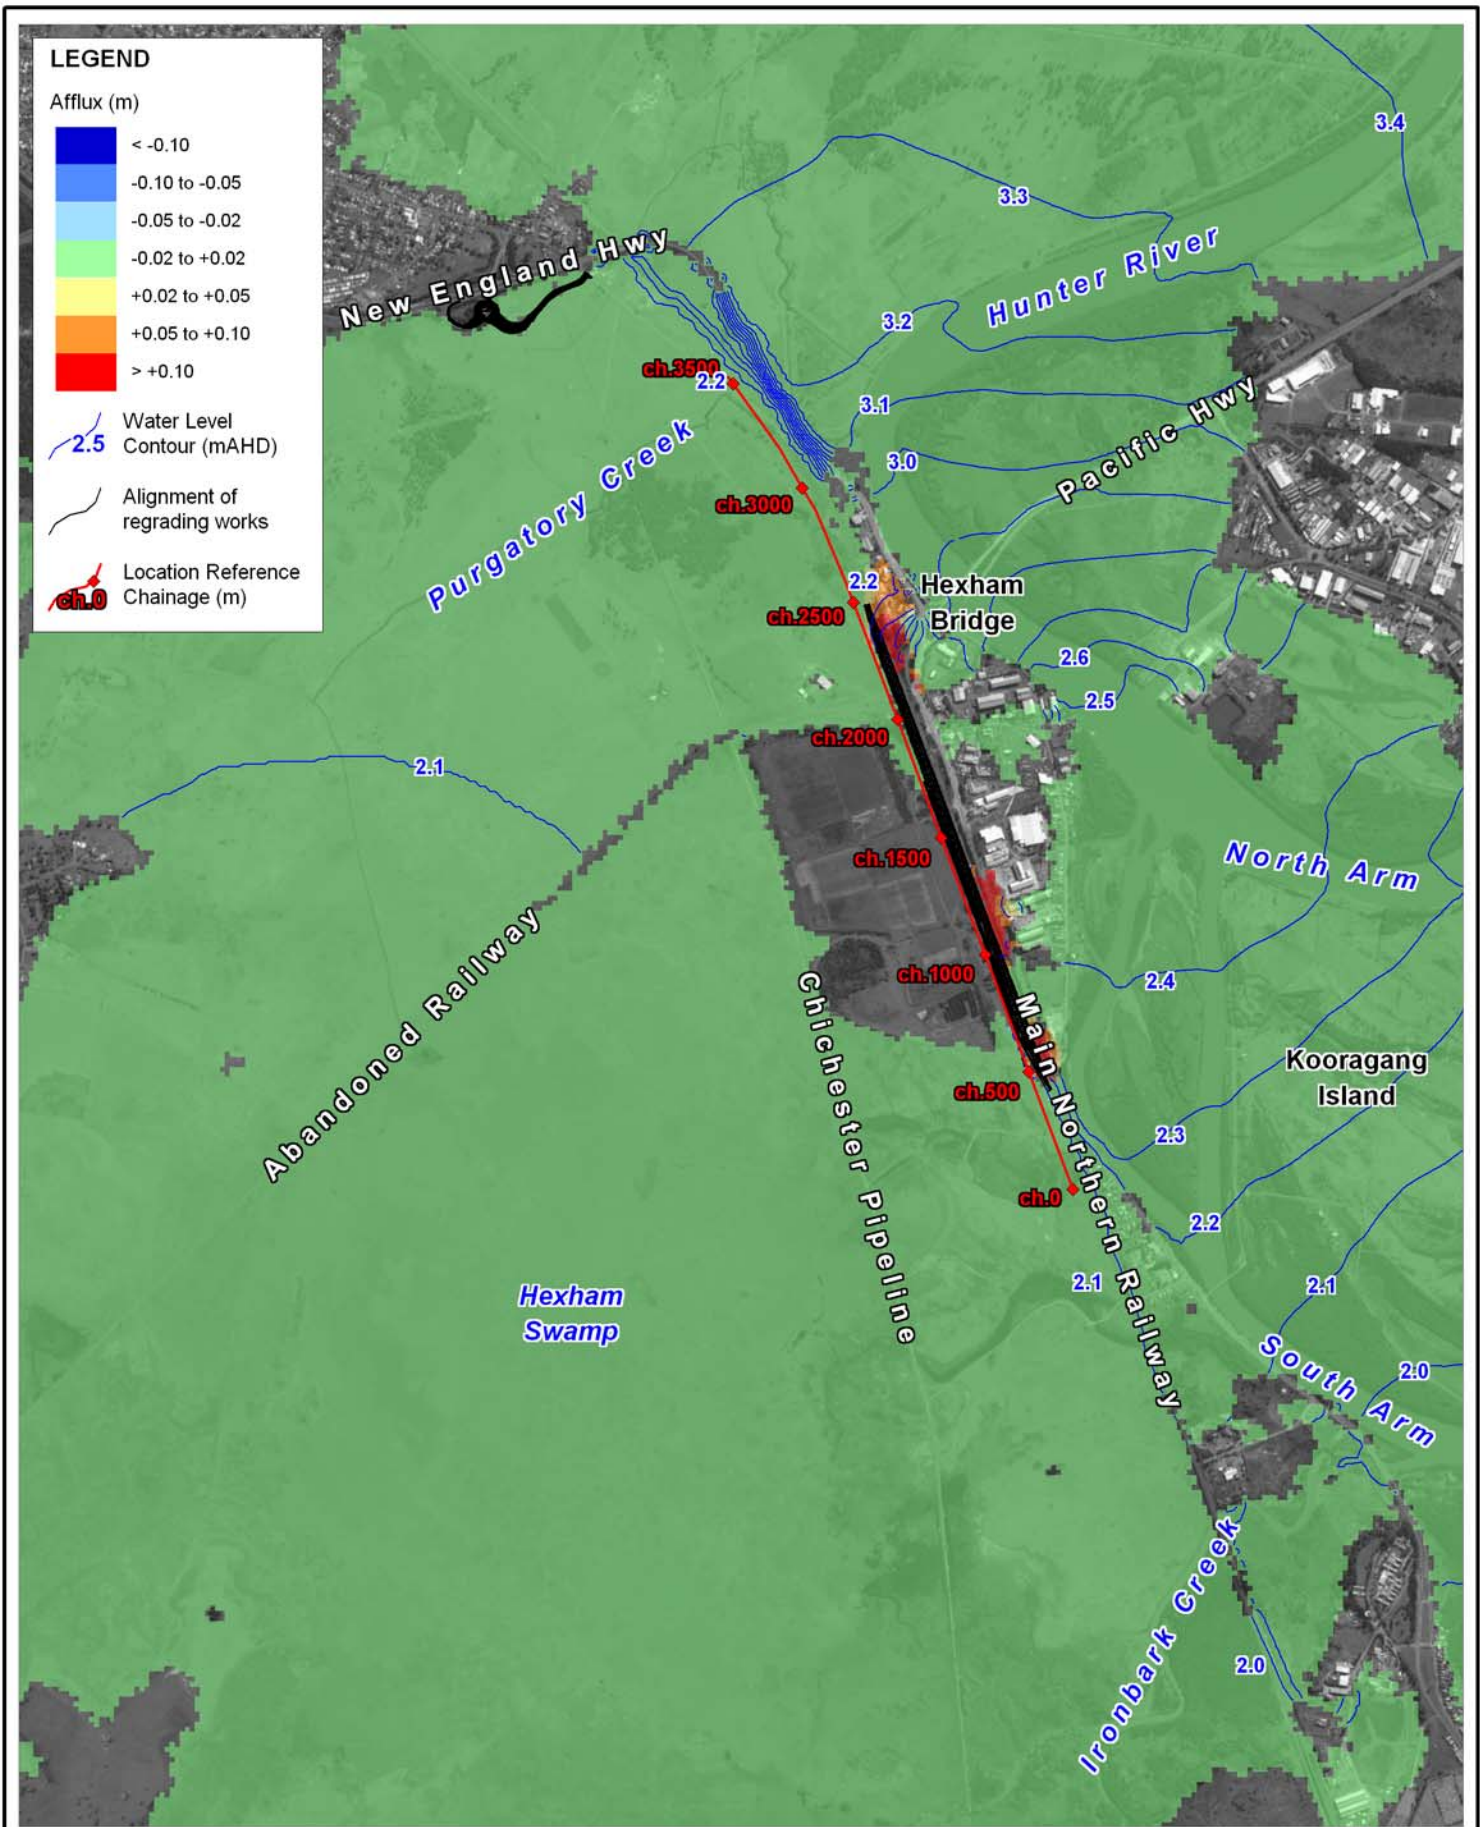 LEGEND
Afflux (m)
< -0.10
-0.10 to -0.05
-0.05 to -0.02
-0.02 to +0.02
+0.02 to +0.05
+0.05 to +0.10
> +0.10
2.5
Water Level
Contour (mAHD)
Alignment of
regrading works
ch.0
Location Reference
Chainage (m)
3.4
3.3
New England Hwy
Hunter River
3.2
ch.3500
2.2
3.1
Pacific Hwy
3.0
Purgatory Creek
ch.3000
2.2
Hexham
Bridge
ch.2500
2.6
2.5
ch.2000
2.1
ch.1500
North Arm
Abandoned Railway
ch.1000
2.4
Chichester Pipeline
Main Northern Railway
Kooragang
Island
ch.500
2.3
ch.0
2.2
2.1
2.1
Hexham
Swamp
South Arm
2.0
Ironbark Creek
2.0